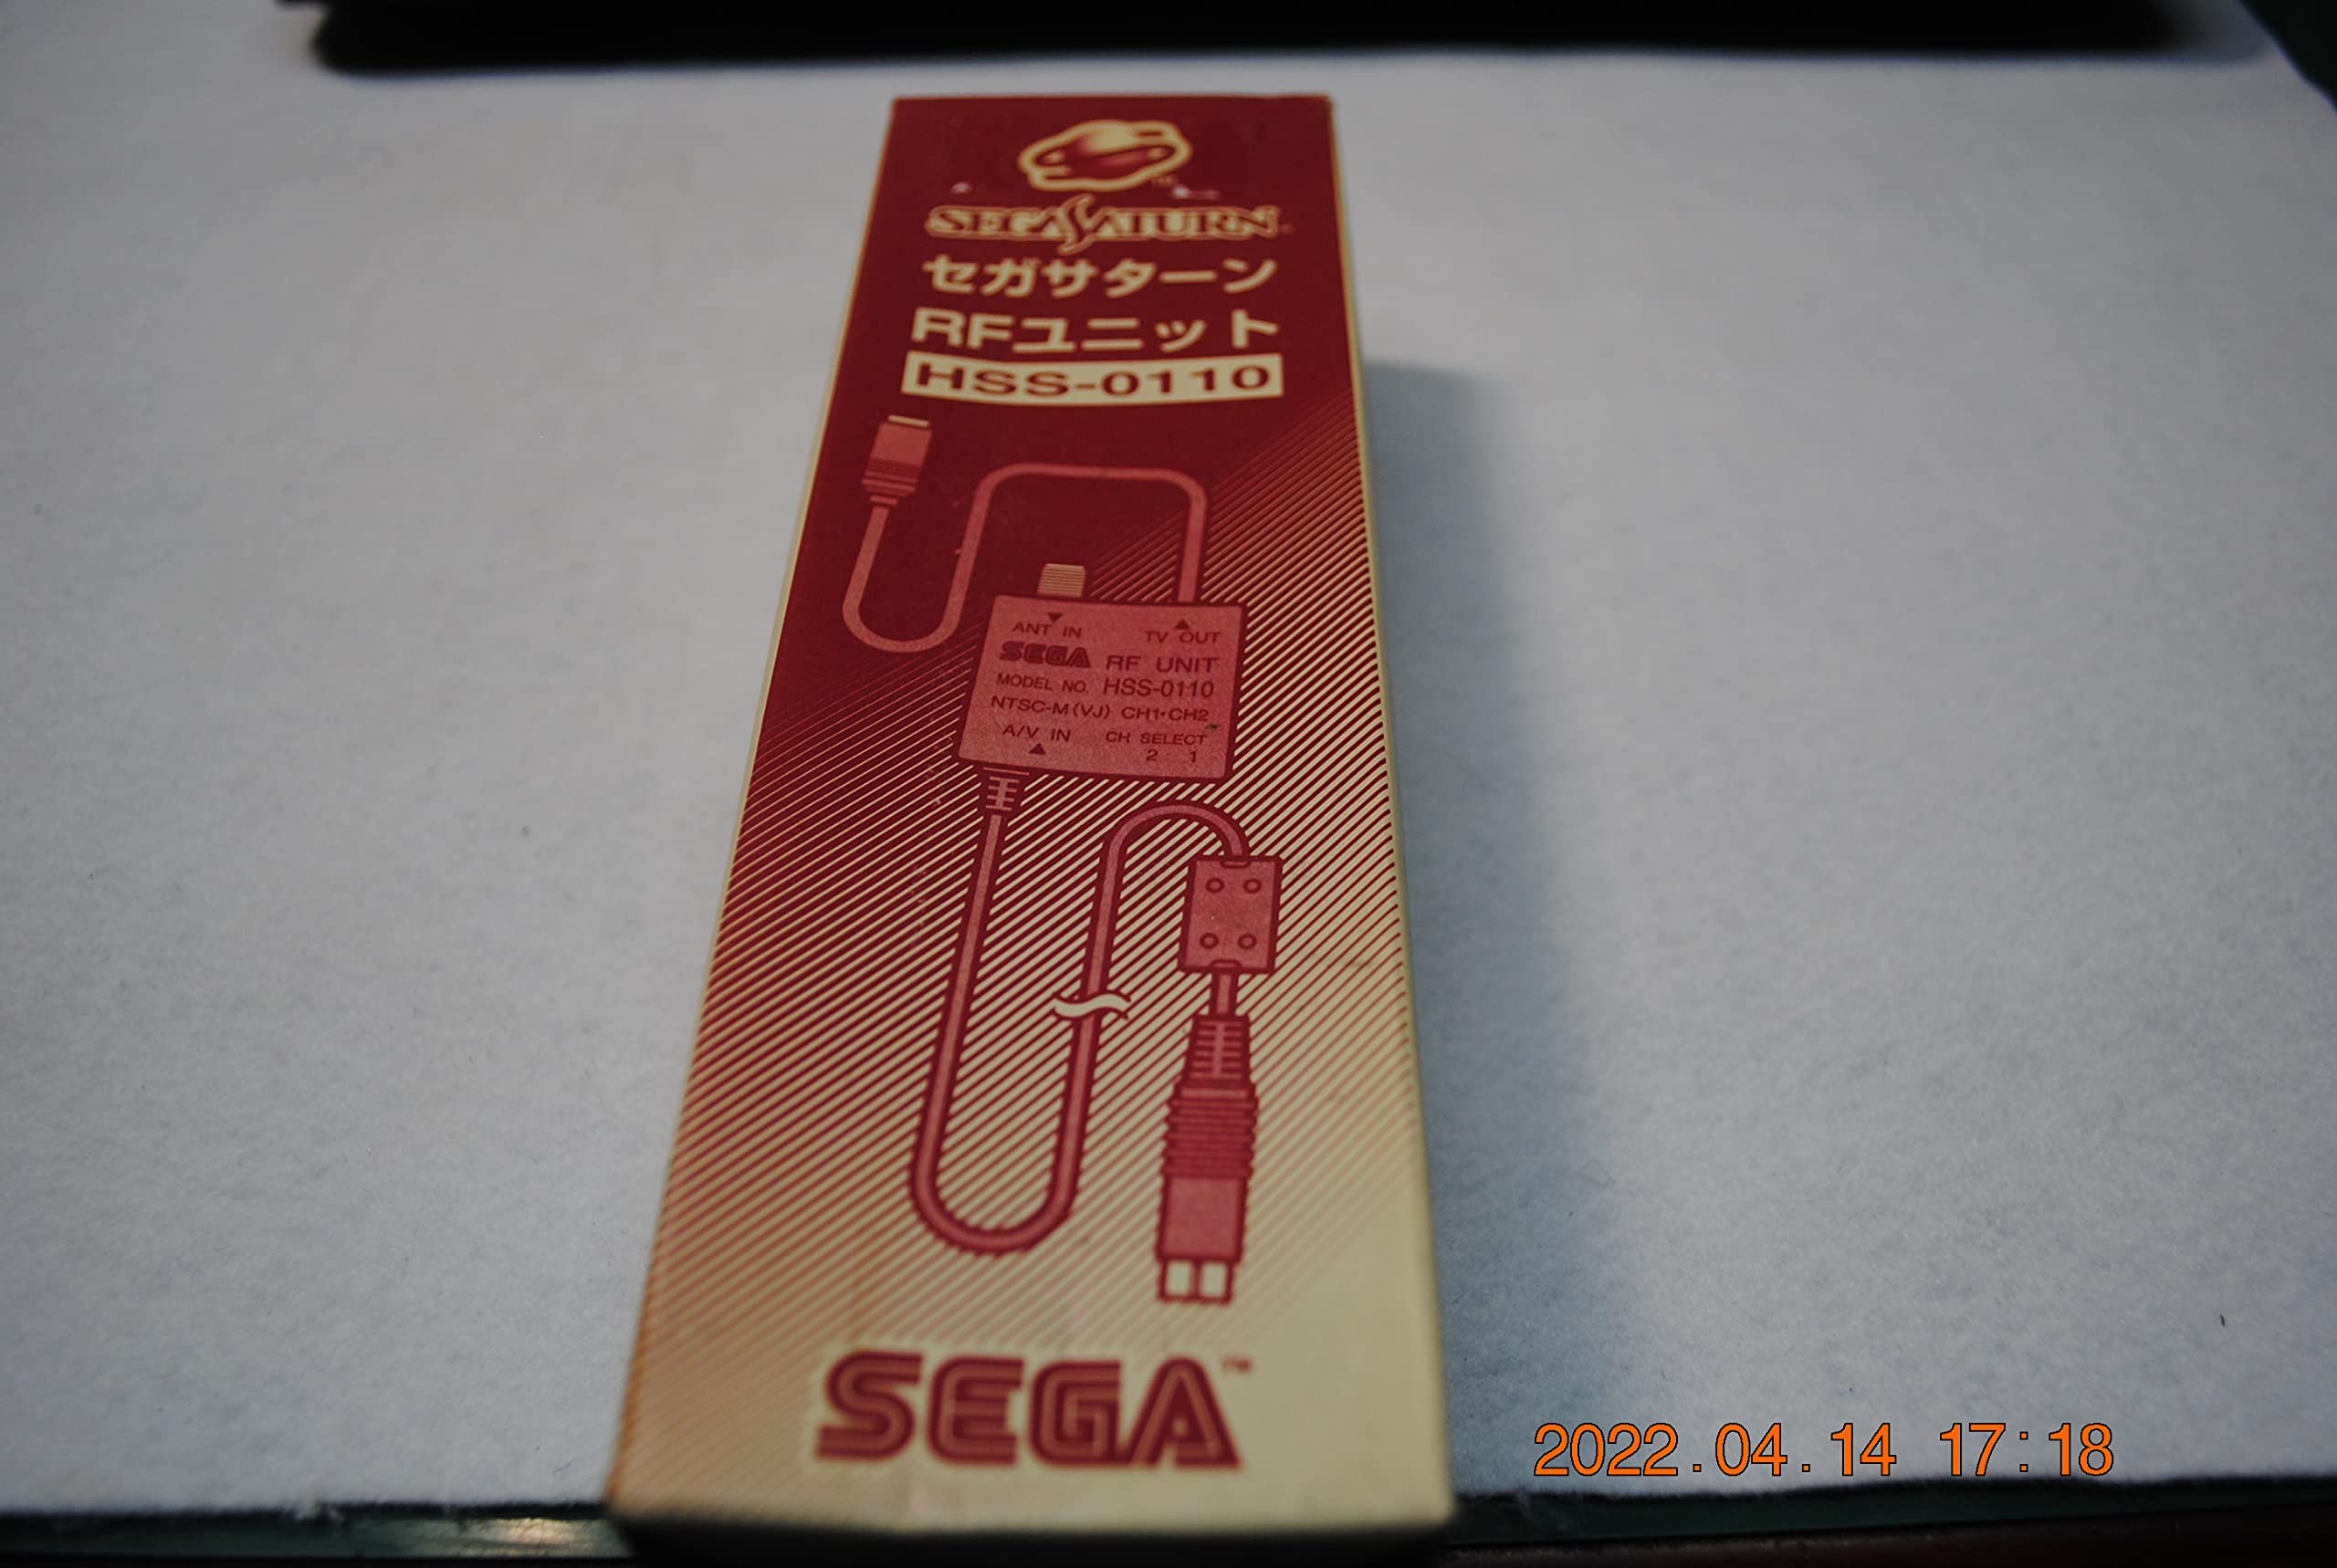 SEGA SATURN™
セガサターン
RFユニット
HSS-0110
ANT IN TV OUT
SEGA RF UNIT
MODEL NO. HSS-0110
NTSC-M(VJ) CH1・CH2
A/V IN CH SELECT
2 1
SEGA™
2022.04.14 17:18